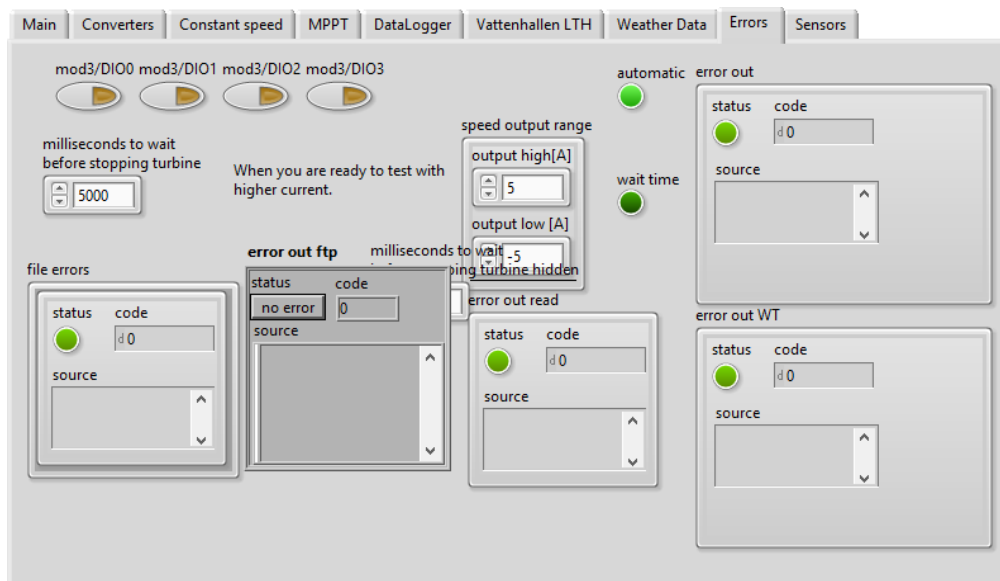 Main Converters Constant speed MPPT DataLogger Vattenhallen LTH Weather Data Errors Sensors
mod3/DIO0 mod3/DIO1 mod3/DIO2 mod3/DIO3
milliseconds to wait
before stopping turbine
5000
When you are ready to test with
higher current.
speed output range
output high[A]
5
output low [A]
-5
automatic
wait time
error out
status code
d 0
source
file errors
status code
d 0
source
error out ftp
status code
no error 0
source
milliseconds to wait
ping turbine hidden
error out read
status code
d 0
source
error out WT
status code
d 0
source